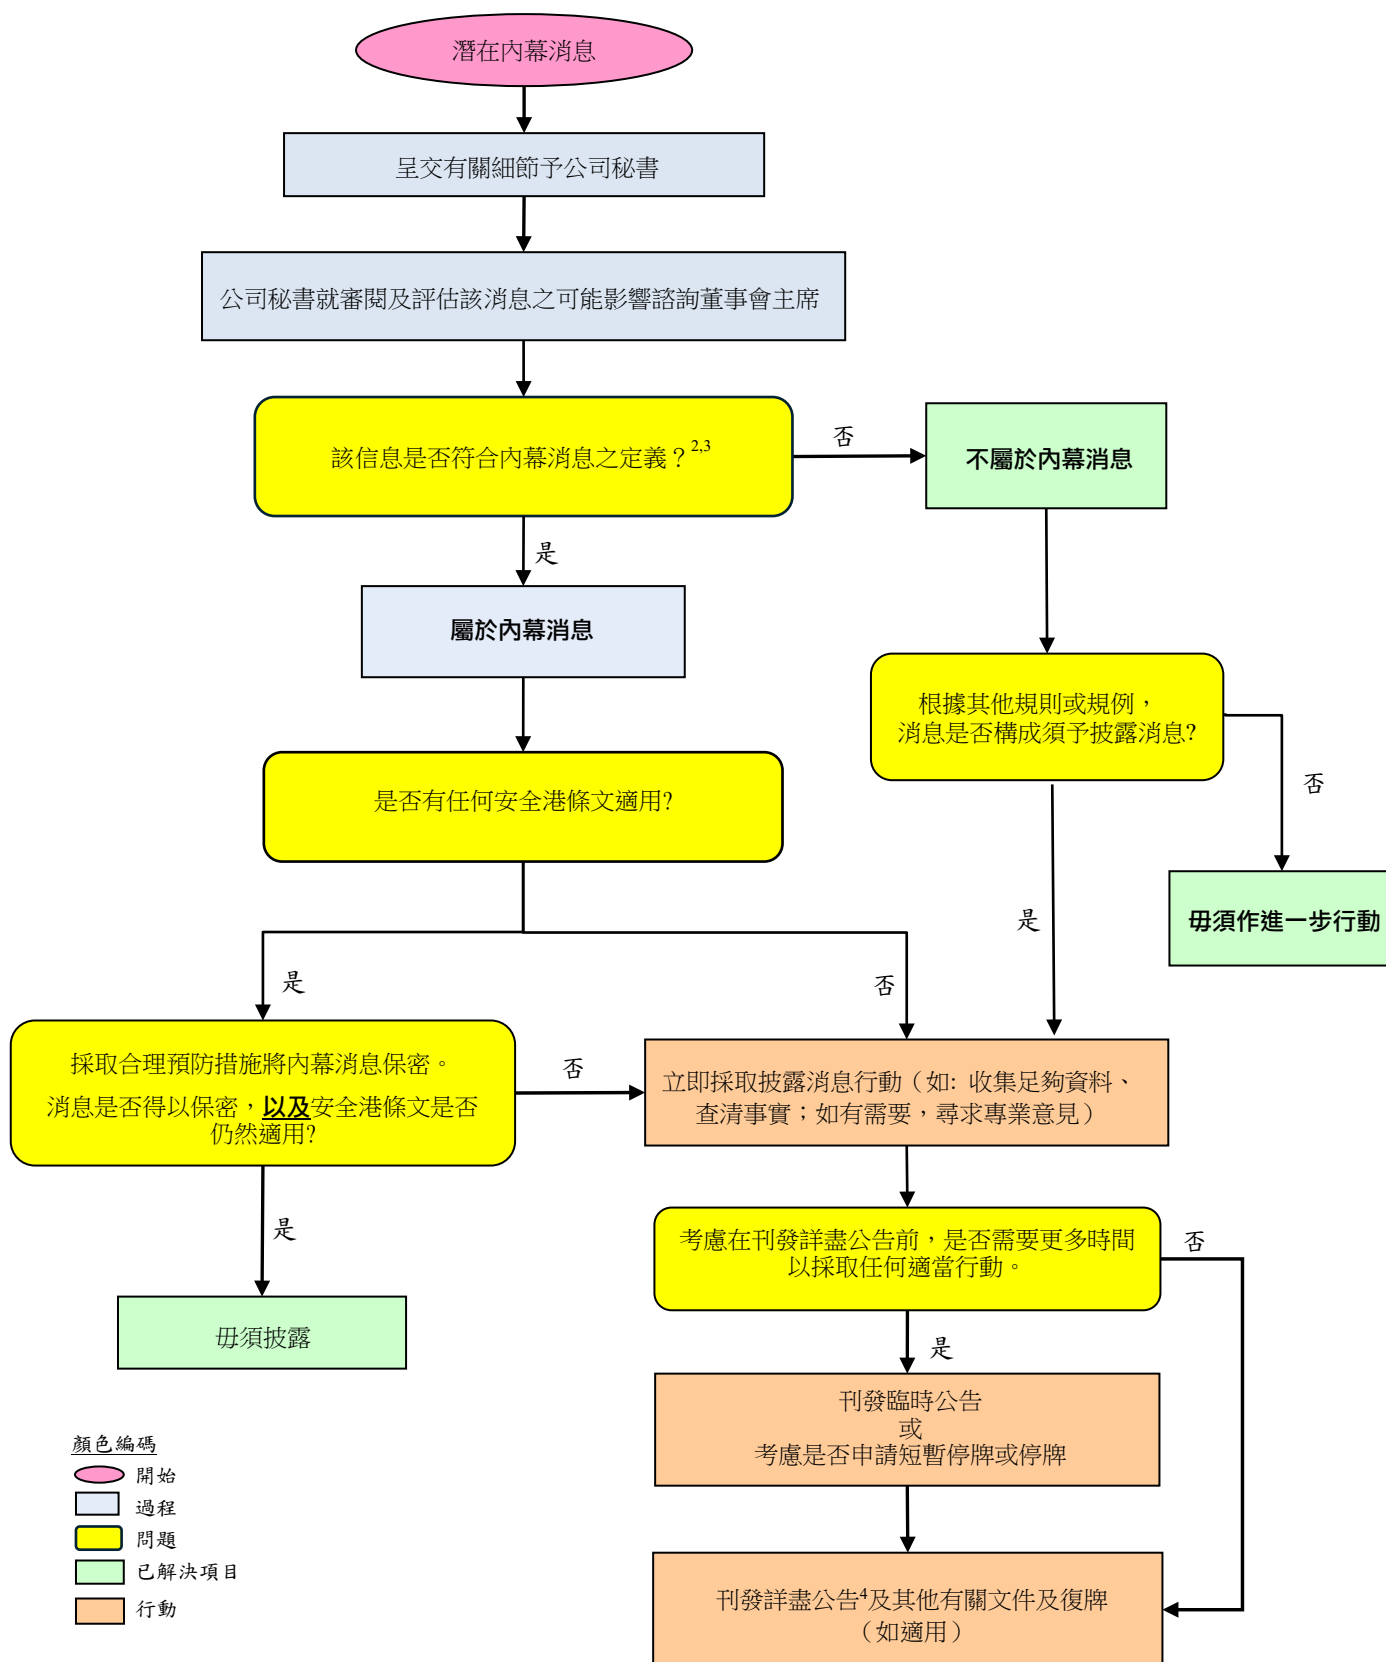 潛在內幕消息
呈交有關細節予公司秘書
公司秘書就審閱及評估該消息之可能影響諮詢董事會主席
該信息是否符合內幕消息之定義？2,3
否
不屬於內幕消息
是
屬於內幕消息
根據其他規則或規例，
消息是否構成須予披露消息?
否
是否有任何安全港條文適用?
毋須作進一步行動
是
是
否
採取合理預防措施將內幕消息保密。
消息是否得以保密，以及安全港條文是否
仍然適用?
否
立即採取披露消息行動（如: 收集足夠資料、
查清事實；如有需要，尋求專業意見）
是
考慮在刊發詳盡公告前，是否需要更多時間
以採取任何適當行動。
否
毋須披露
是
刊發臨時公告
或
考慮是否申請短暫停牌或停牌
顏色編碼
開始
過程
問題
已解決項目
行動
刊發詳盡公告4及其他有關文件及復牌
（如適用）